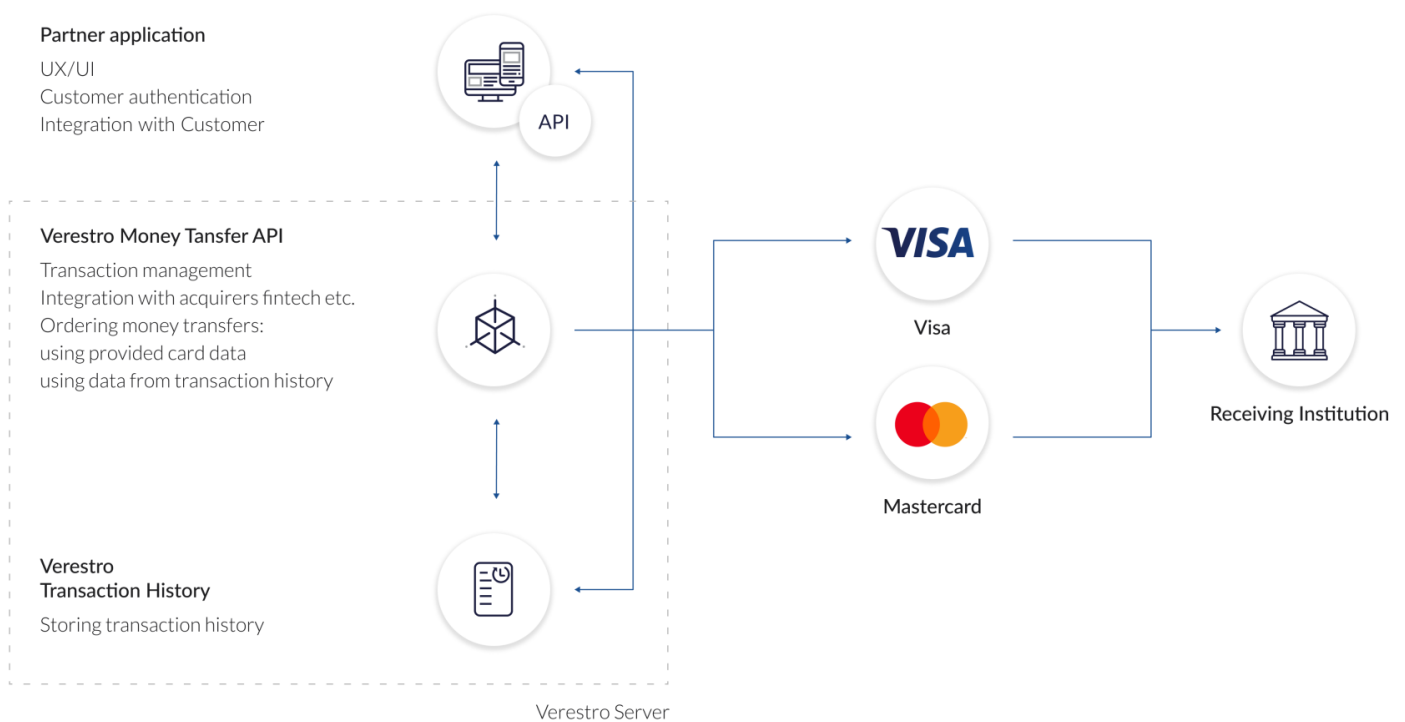 Partner application
UX/UI
Customer authentication
Integration with Customer
API
Verestro Money Tansfer API
Transaction management
Integration with acquirers fintech etc.
Ordering money transfers:
using provided card data
using data from transaction history
VISA
Visa
Mastercard
Receiving Institution
Verestro
Transaction History
Storing transaction history
Verestro Server